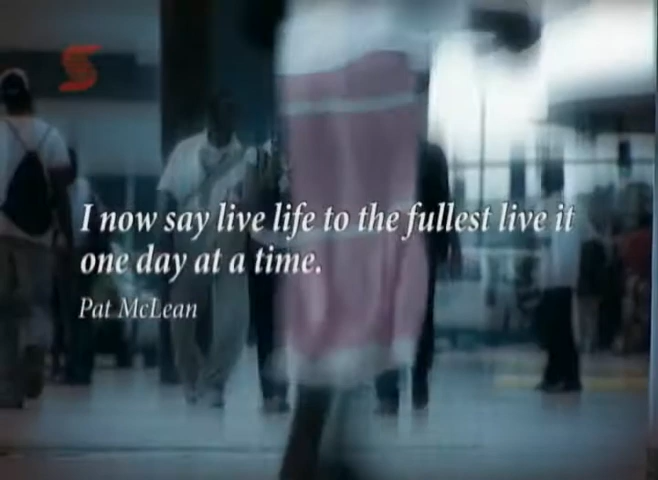 I now say live life to the fullest live it
one day at a time.
Pat McLean